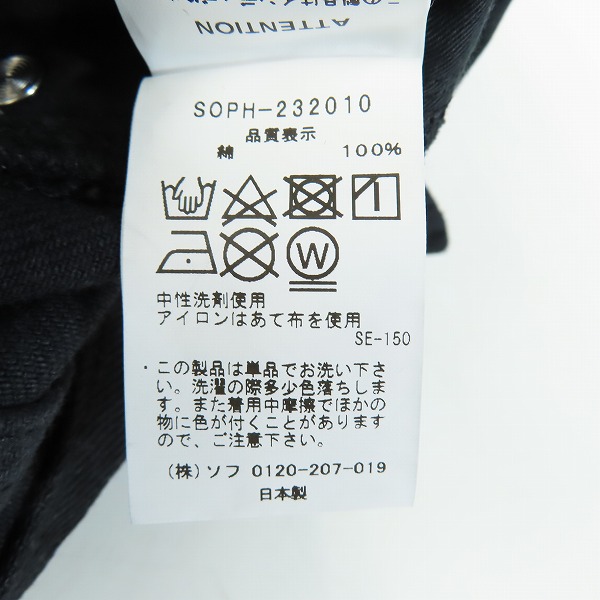 ATTENTION
SOPH-232010
品質表示
綿 100%
W
中性洗剤使用
アイロンはあて布を使用
SE-150
・この製品は単品でお洗い下さ
い。洗濯の際多少色落ちしま
す。また着用中摩擦でほかの
物に色が付くことがあります
ので、ご注意下さい。
(株)ソフ 0120-207-019
日本製